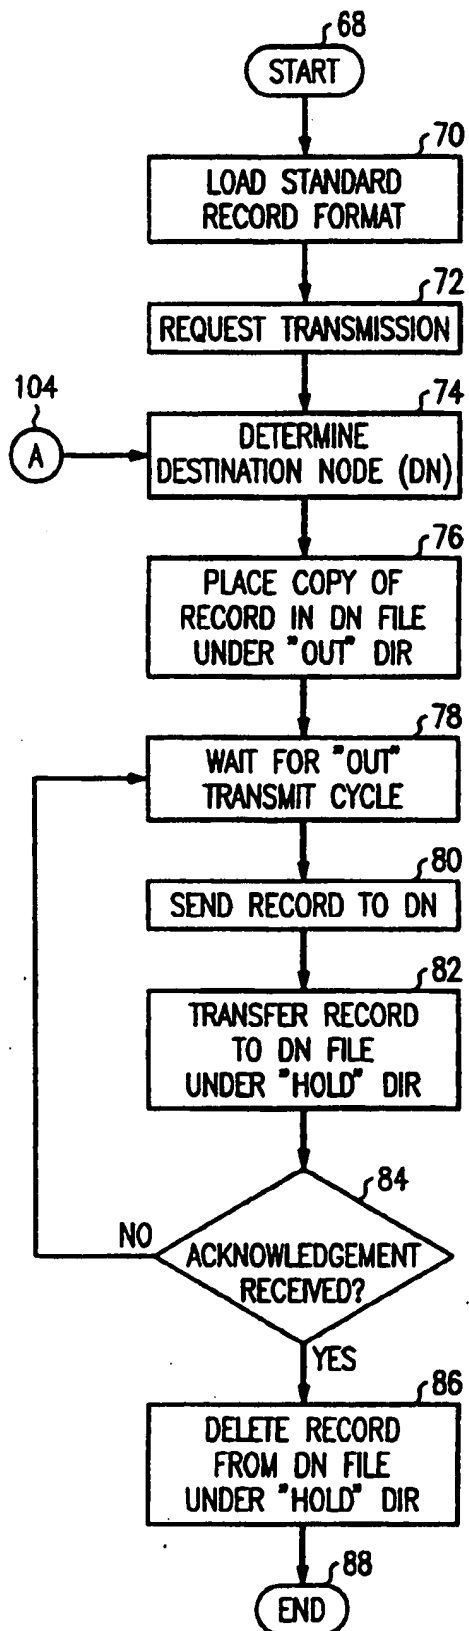 68
START
70
LOAD STANDARD
RECORD FORMAT
72
REQUEST TRANSMISSION
104
A
74
DETERMINE
DESTINATION NODE (DN)
76
PLACE COPY OF
RECORD IN DN FILE
UNDER "OUT" DIR
78
WAIT FOR "OUT"
TRANSMIT CYCLE
80
SEND RECORD TO DN
82
TRANSFER RECORD
TO DN FILE
UNDER "HOLD" DIR
84
NO
ACKNOWLEDGEMENT
RECEIVED?
YES
86
DELETE RECORD
FROM DN FILE
UNDER "HOLD" DIR
88
END